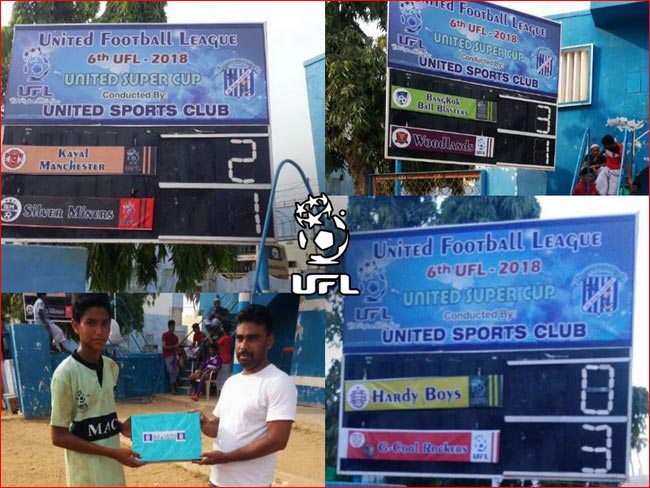 United Football League
6th UFL - 2018
UNITED SUPER CUP
Conducted By
UNITED SPORTS CLUB
UFL
Kayal Manchester
2
Silver Miners
1
United Football League
6th UFL - 2018
UNITED SUPER CUP
Conducted By
UNITED SPORTS CLUB
UFL
Bangkok Ball Blasters
3
Woodlands
1
UFL
United Football League
6th UFL - 2018
UNITED SUPER CUP
Conducted By
UNITED SPORTS CLUB
Hardy Boys
0
G-Cool Rockers
UFL
3
MAC